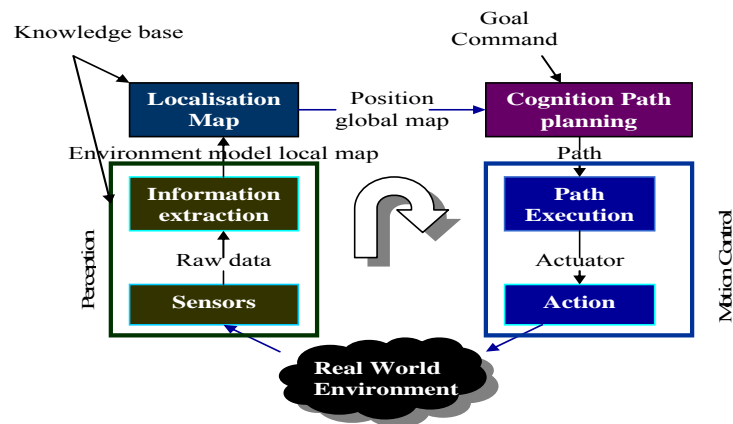 Knowledge base
Goal
Command
Localisation
Map
Position
global map
Cognition Path
planning
Environment model local map
Path
Information
extraction
Path
Execution
Perception
Raw data
Actuator
Motion Control
Sensors
Action
Real World
Environment